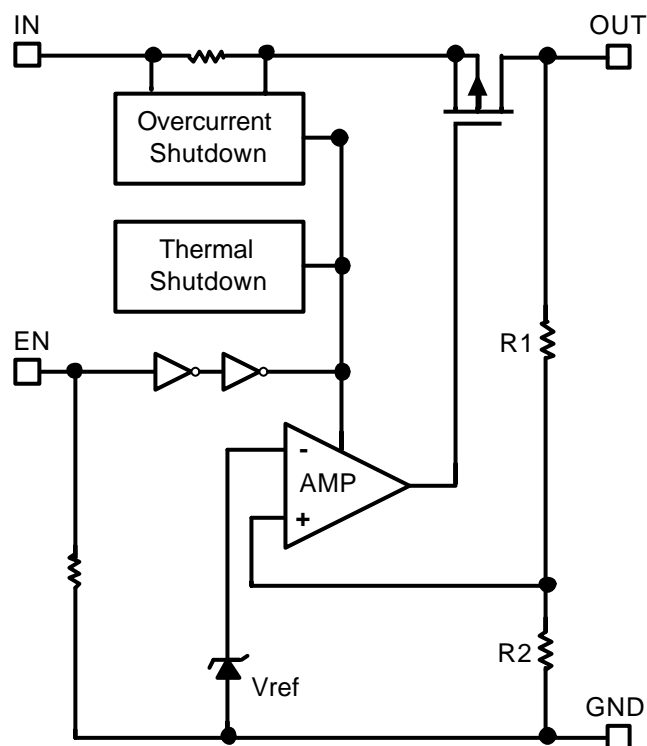 IN
OUT
Overcurrent
Shutdown
Thermal
Shutdown
EN
R1
-
AMP
+
R2
Vref
GND